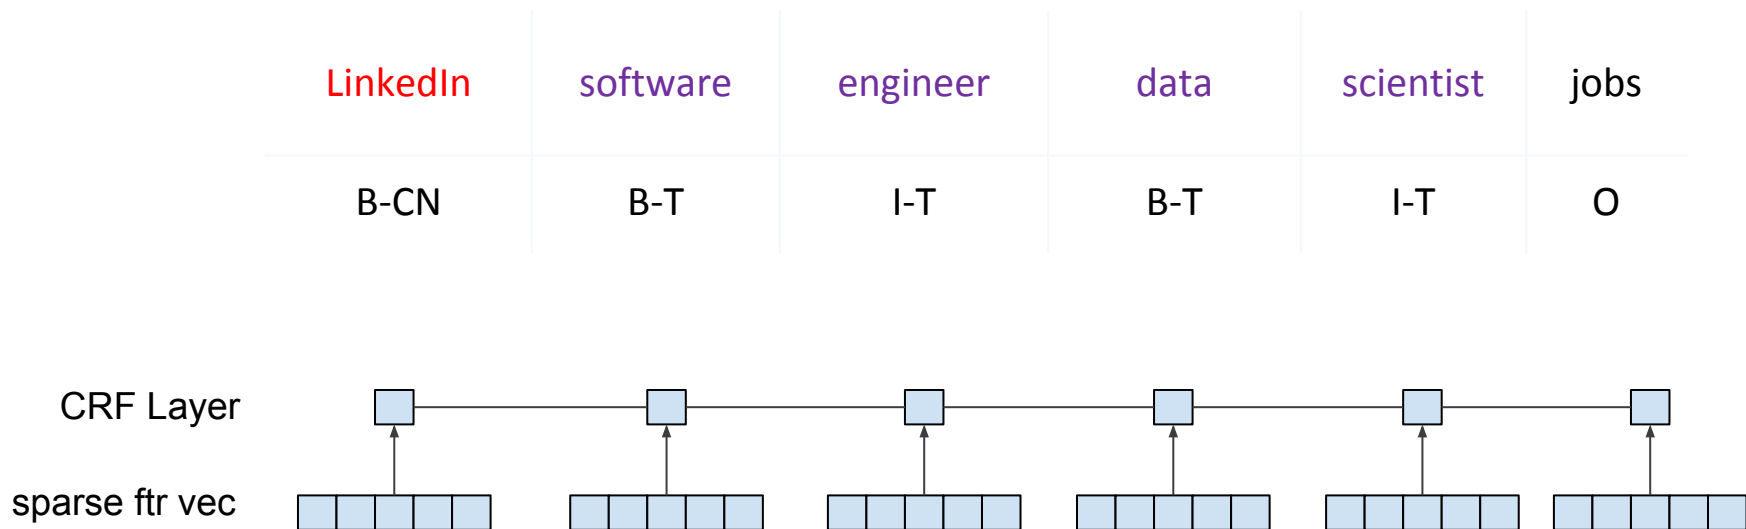 LinkedIn software engineer data scientist jobs
B-CN B-T I-T B-T I-T O
CRF Layer
sparse ftr vec